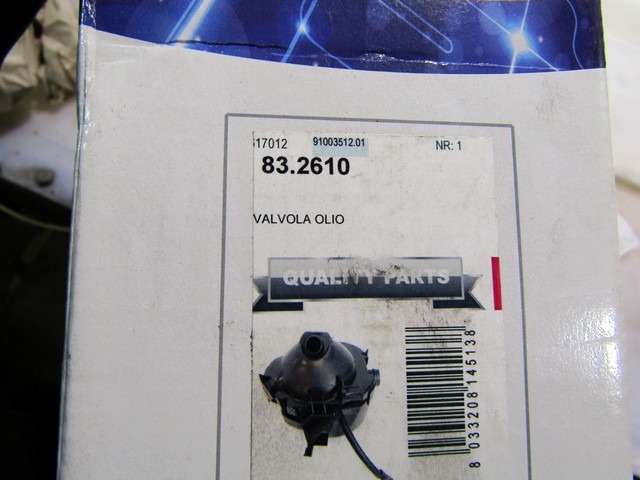 17012 91003512.01 NR: 1
83.2610
VALVOLA OLIO
QUALITY PARTS
8 033208 145138